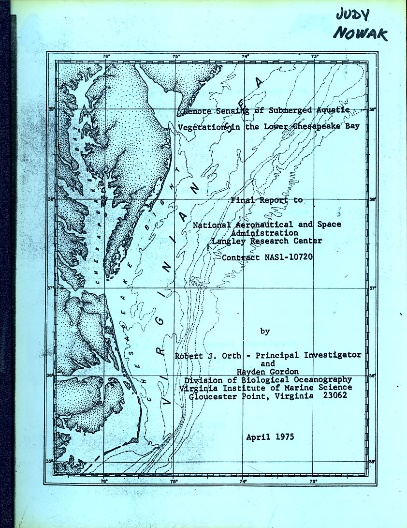 JUDY
NOWAK
Remote Sensing of Submerged Aquatic
Vegetation in the Lower Chesapeake Bay
Final Report to
National Aeronautical and Space
Administration
Langley Research Center
Contract NAS1-10720
by
Robert J. Orth - Principal Investigator
and
Hayden Gordon
Division of Biological Oceanography
Virginia Institute of Marine Science
Gloucester Point, Virginia 23062
April 1975
VIRGINIAN SEA